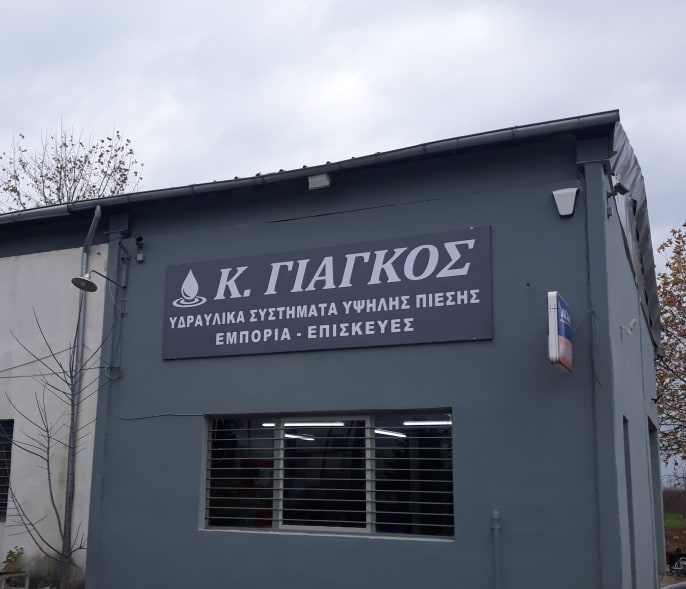 Κ. ΓΙΑΓΚΟΣ
ΥΔΡΑΥΛΙΚΑ ΣΥΣΤΗΜΑΤΑ ΥΨΗΛΗΣ ΠΙΕΣΗΣ
ΕΜΠΟΡΙΑ - ΕΠΙΣΚΕΥΕΣ